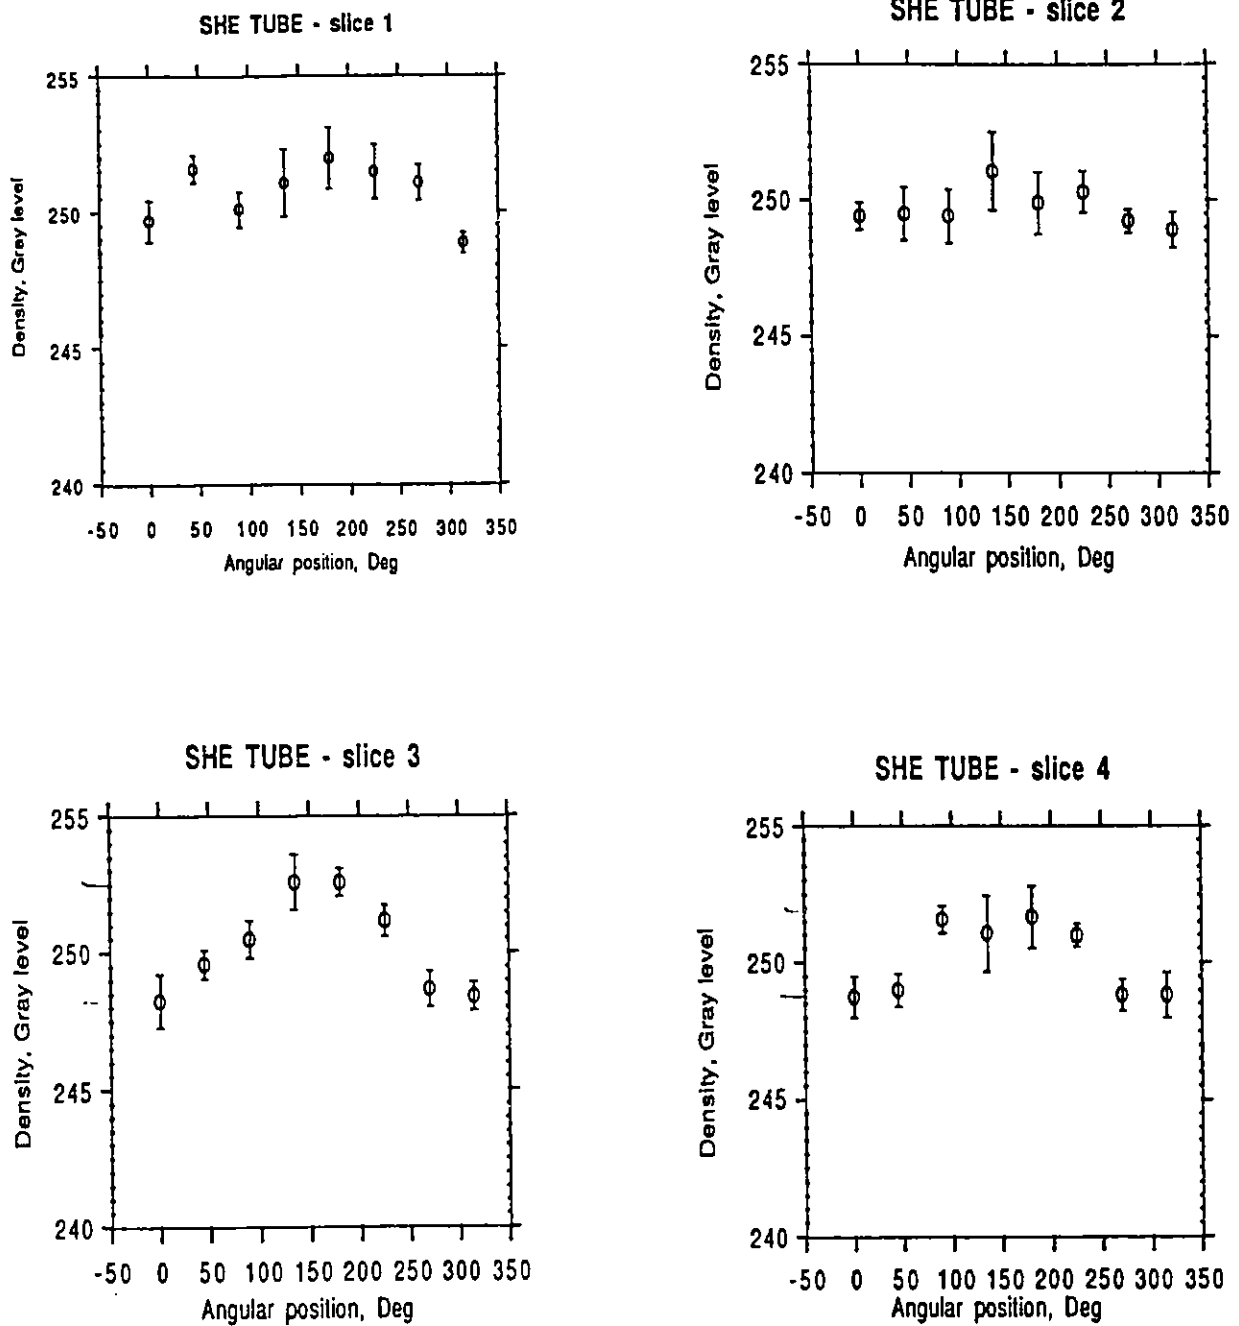 SHE TUBE - slice 1
255
250
245
240
Density, Gray level
-50 0 50 100 150 200 250 300 350
Angular position, Deg
SHE TUBE - slice 2
255
250
245
240
Density, Gray level
-50 0 50 100 150 200 250 300 350
Angular position, Deg
SHE TUBE - slice 3
255
250
245
240
Density, Gray level
-50 0 50 100 150 200 250 300 350
Angular position, Deg
SHE TUBE - slice 4
255
250
245
240
Density, Gray level
-50 0 50 100 150 200 250 300 350
Angular position, Deg